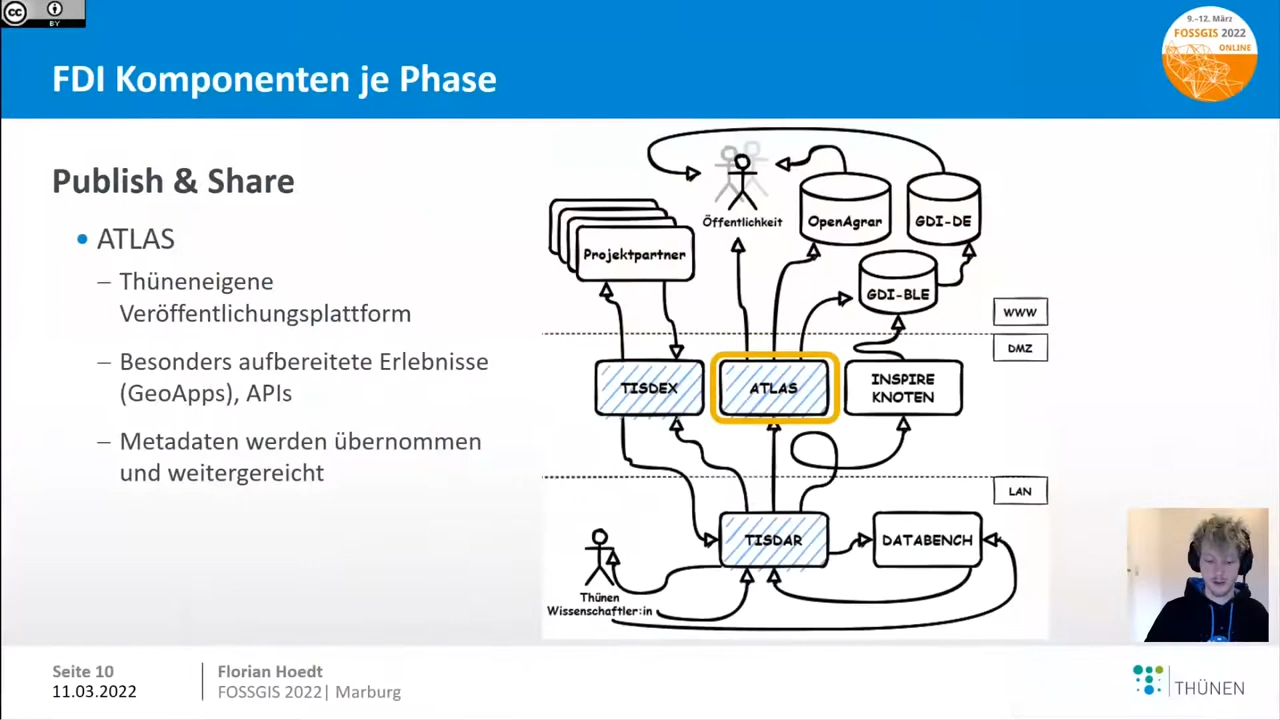 cc
BY
9.-12. März
FOSSGIS 2022
ONLINE
FDI Komponenten je Phase
Publish & Share
• ATLAS
– Thüneneigene
Veröffentlichungsplattform
– Besonders aufbereitete Erlebnisse
(GeoApps), APIs
– Metadaten werden übernommen
und weitergereicht
Projektpartner
Öffentlichkeit
OpenAgrar
GDI-DE
GDI-BLE
WWW
DMZ
TISDEX
ATLAS
INSPIRE
KNOTEN
LAN
TISDAR
DATABENCH
Thünen
Wissenschaftler:in
Seite 10
11.03.2022
Florian Hoedt
FOSSGIS 2022| Marburg
THÜNEN